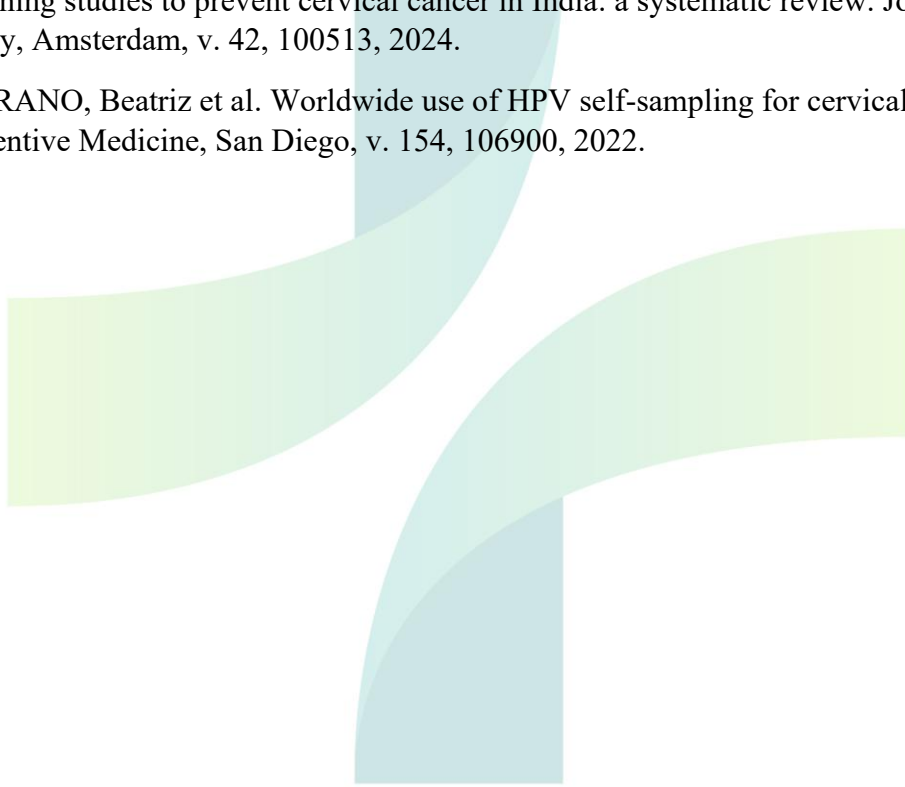 ning studies to prevent cervical cancer in India: a systematic review. Jo
y, Amsterdam, v. 42, 100513, 2024.
RANO, Beatriz et al. Worldwide use of HPV self-sampling for cervical
entive Medicine, San Diego, v. 154, 106900, 2022.